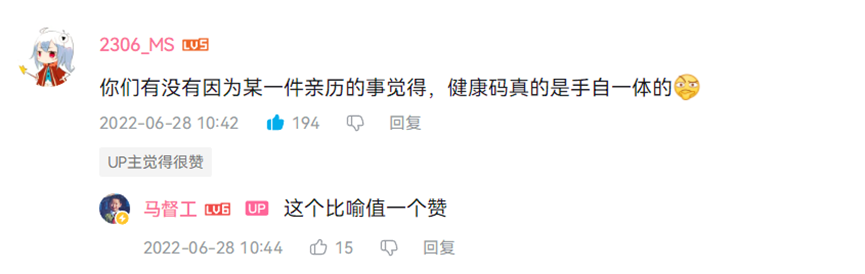 2306_MS LV5
你们有没有因为某一件亲历的事觉得，健康码真的是手自一体的
2022-06-28 10:42 194 回复
UP主觉得很赞
马督工 LV6 UP 这个比喻值一个赞
2022-06-28 10:44 15 回复